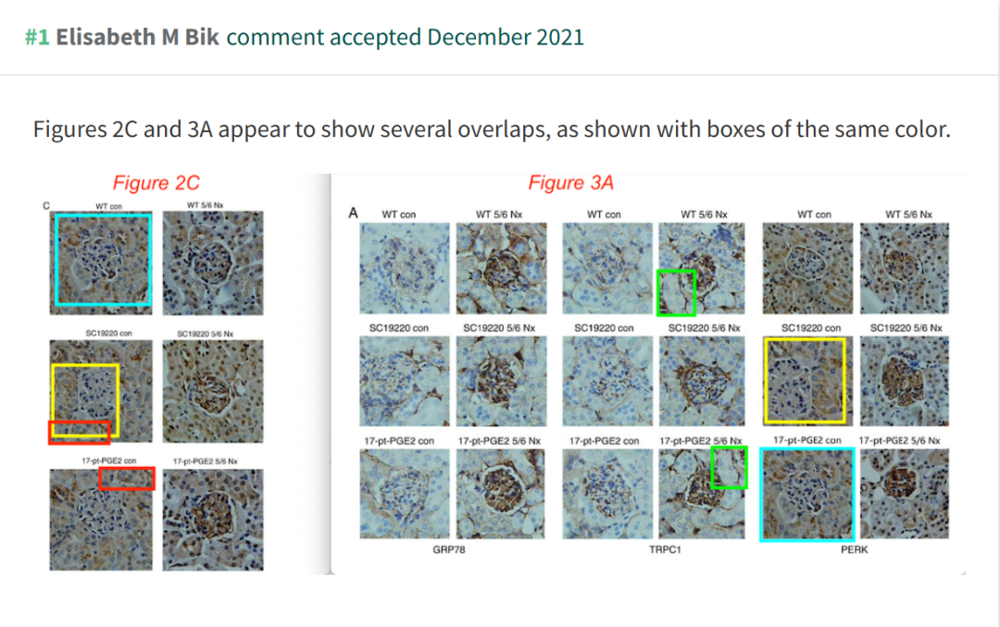 #1 Elisabeth M Bik comment accepted December 2021
Figures 2C and 3A appear to show several overlaps, as shown with boxes of the same color.
Figure 2C
Figure 3A
C
WT con
WT 5/6 Nx
SC19220 con
SC19220 5/6 Nx
17-pt-PGE2 con
17-pt-PGE2 5/6 Nx
A
WT con
WT 5/6 Nx
WT con
WT 5/6 Nx
WT con
WT 5/6 Nx
SC19220 con
SC19220 5/6 Nx
SC19220 con
SC19220 5/6 Nx
SC19220 con
SC19220 5/6 Nx
17-pt-PGE2 con
17-pt-PGE2 5/6 Nx
17-pt-PGE2 con
17-pt-PGE2 5/6 Nx
17-pt-PGE2 con
17-pt-PGE2 5/6 Nx
GRP78
TRPC1
PERK